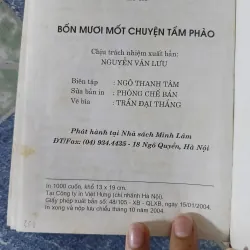 BỐN MƯƠI MỐT CHUYỆN TẦM PHÀO
Chịu trách nhiệm xuất bản:
NGUYỄN VĂN LƯU
Biên tập : NGÔ THANH TÂM
Sửa bản in : PHÒNG CHẾ BẢN
Vẽ bìa : TRẦN ĐẠI THẮNG
Phát hành tại Nhà sách Minh Lâm
ĐT/Fax: (04) 934.4425 - 18 Ngô Quyền, Hà Nội
In 1000 cuốn, khổ 13 x 19 cm.
Tại Công ty in Việt Hưng (chi nhánh Hà Nội).
Giấy phép xuất bản số: 48/100 - XB - QLXB, ngày 15/01/2004.
In xong và nộp lưu chiểu tháng 10 năm 2004.